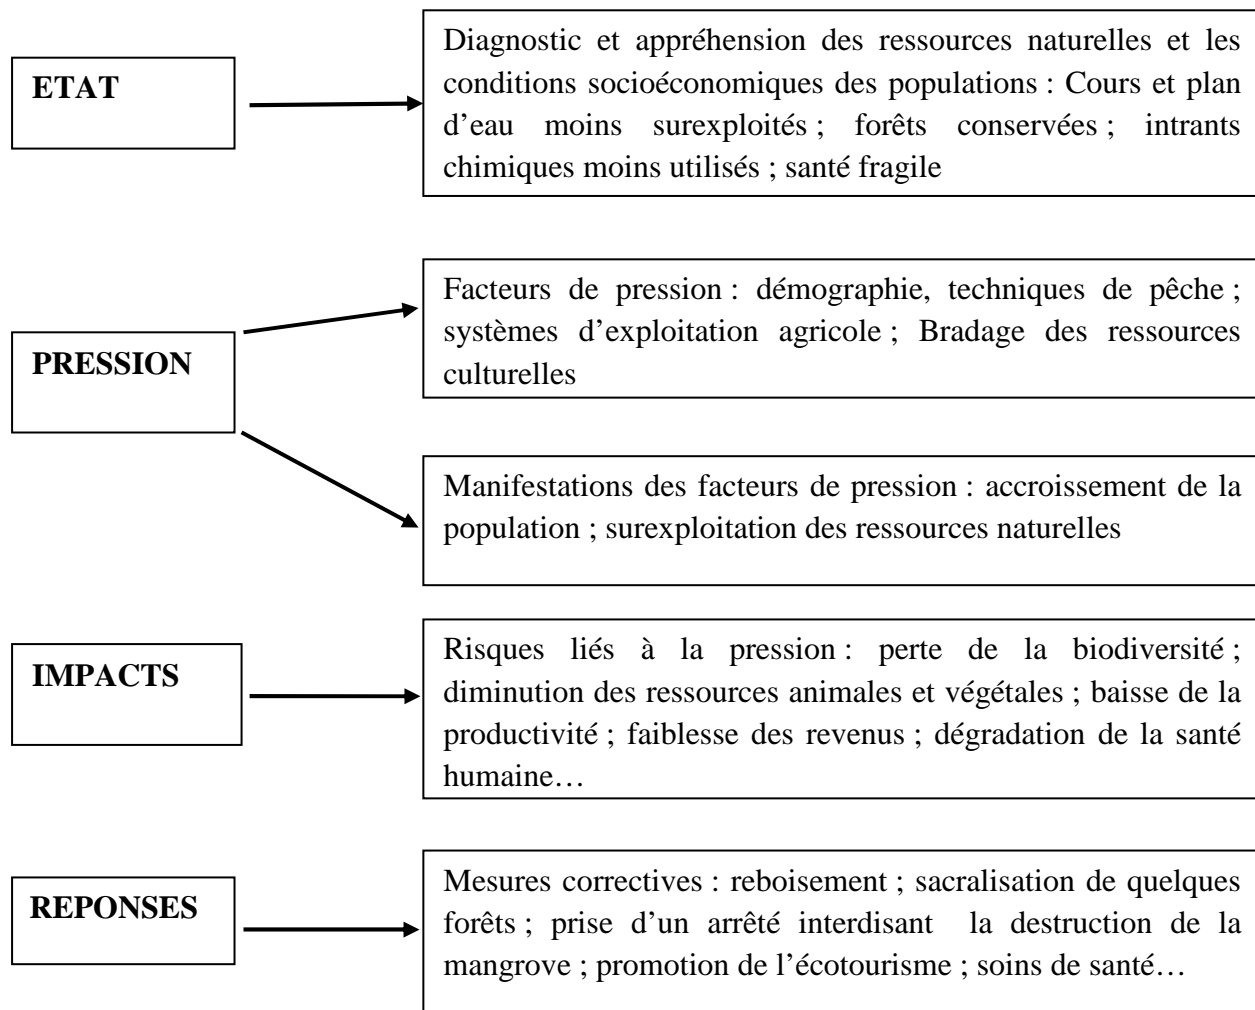 ETAT
Diagnostic et appréhension des ressources naturelles et les
conditions socioéconomiques des populations : Cours et plan
d’eau moins surexploités ; forêts conservées ; intrants
chimiques moins utilisés ; santé fragile
PRESSION
Facteurs de pression : démographie, techniques de pêche ;
systèmes d’exploitation agricole ; Bradage des ressources
culturelles
Manifestations des facteurs de pression : accroissement de la
population ; surexploitation des ressources naturelles
IMPACTS
Risques liés à la pression : perte de la biodiversité ;
diminution des ressources animales et végétales ; baisse de la
productivité ; faiblesse des revenus ; dégradation de la santé
humaine…
REPONSES
Mesures correctives : reboisement ; sacralisation de quelques
forêts ; prise d’un arrêté interdisant la destruction de la
mangrove ; promotion de l’écotourisme ; soins de santé…